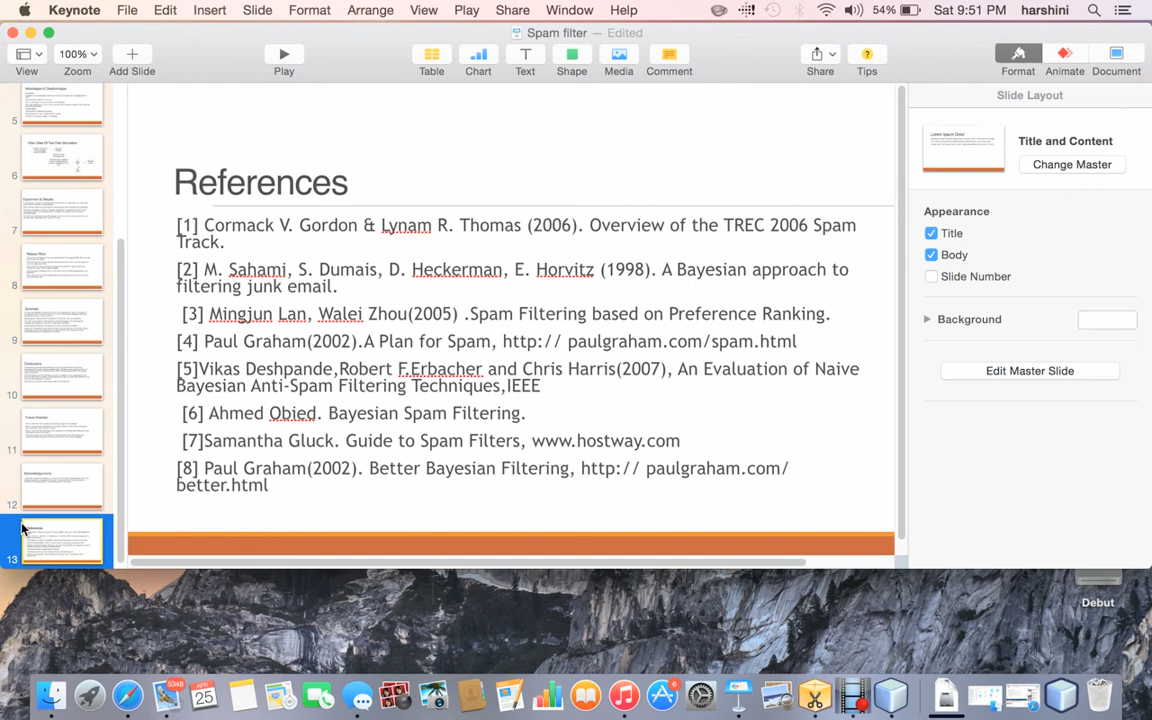 Keynote File Edit Insert Slide Format Arrange View Play Share Window Help 54% Sat 9:51 PM harshini
Spam filter — Edited
100%
View Zoom Add Slide Play Table Chart Text Shape Media Comment Share Tips Format Animate Document
Slide Layout
Title and Content
Change Master
Appearance
Title
Body
Slide Number
Background
Edit Master Slide
5
6
7
8
9
10
11
12
13
References
[1] Cormack V. Gordon & Lynam R. Thomas (2006). Overview of the TREC 2006 Spam
Track.
[2] M. Sahami, S. Dumais, D. Heckerman, E. Horvitz (1998). A Bayesian approach to
filtering junk email.
[3] Mingjun Lan, Walei Zhou(2005) .Spam Filtering based on Preference Ranking.
[4] Paul Graham(2002).A Plan for Spam, http:// paulgraham.com/spam.html
[5]Vikas Deshpande,Robert F.Erbacher and Chris Harris(2007), An Evaluation of Naive
Bayesian Anti-Spam Filtering Techniques,IEEE
[6] Ahmed Obied. Bayesian Spam Filtering.
[7]Samantha Gluck. Guide to Spam Filters, www.hostway.com
[8] Paul Graham(2002). Better Bayesian Filtering, http:// paulgraham.com/
better.html
Debut
5348
25
6